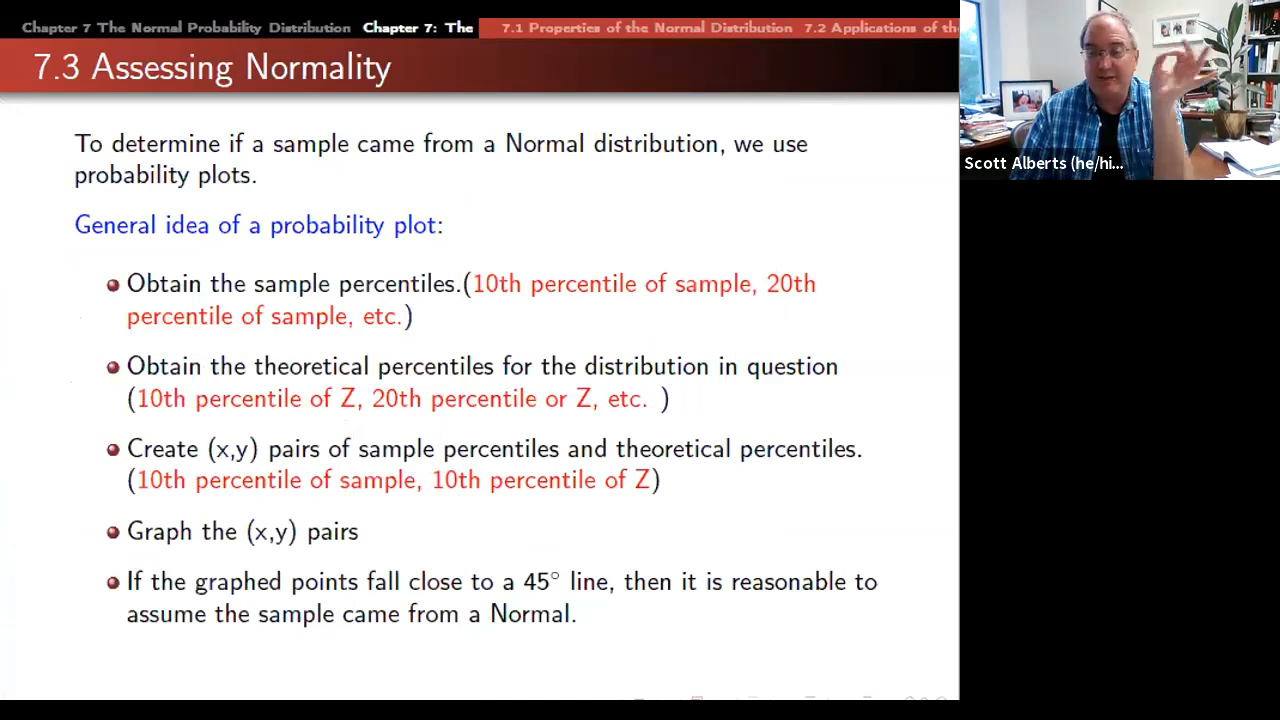 Chapter 7 The Normal Probability Distribution Chapter 7: The 7.1 Properties of the Normal Distribution 7.2 Applications of th
7.3 Assessing Normality
To determine if a sample came from a Normal distribution, we use
probability plots.
General idea of a probability plot:
Obtain the sample percentiles.(10th percentile of sample, 20th
percentile of sample, etc.)
Obtain the theoretical percentiles for the distribution in question
(10th percentile of Z, 20th percentile or Z, etc. )
Create (x,y) pairs of sample percentiles and theoretical percentiles.
(10th percentile of sample, 10th percentile of Z)
Graph the (x,y) pairs
If the graphed points fall close to a 45° line, then it is reasonable to
assume the sample came from a Normal.
Scott Alberts (he/hi...